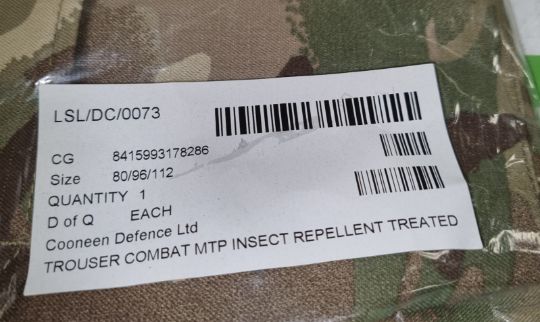 LSL/DC/0073
CG 8415993178286
Size 80/96/112
QUANTITY 1
D of Q EACH
Cooneen Defence Ltd
TROUSER COMBAT MTP INSECT REPELLENT TREATED